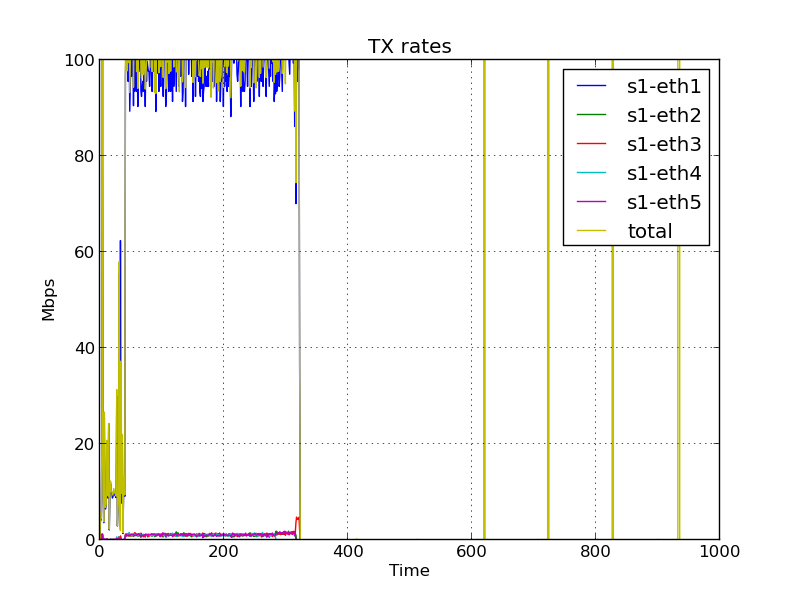 TX rates
100
80
60
40
20
0
Mbps
s1-eth1
s1-eth2
s1-eth3
s1-eth4
s1-eth5
total
0 200 400 600 800 1000
Time